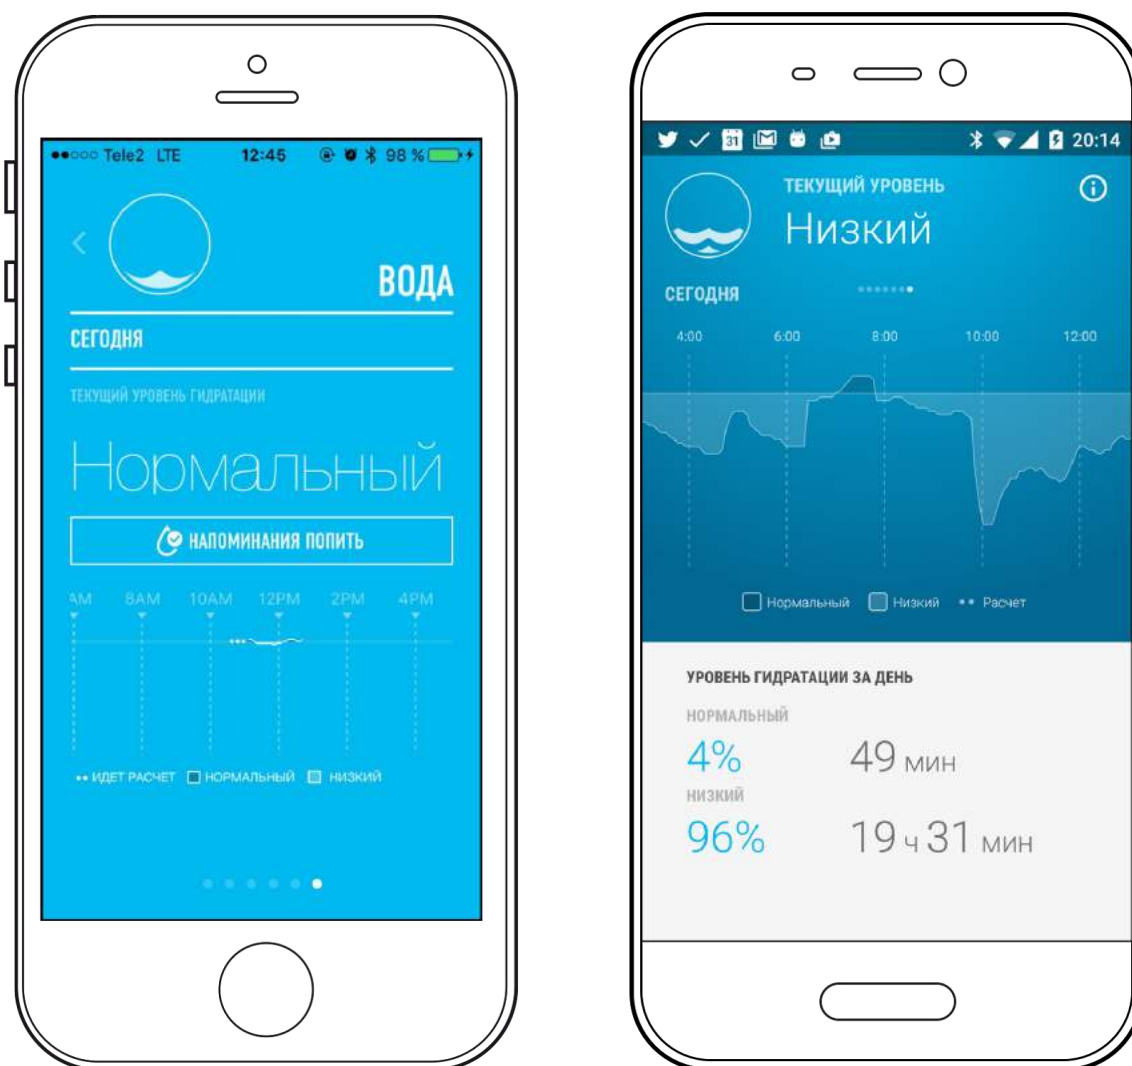 Tele2 LTE 12:45 98 %
ВОДА
СЕГОДНЯ
ТЕКУЩИЙ УРОВЕНЬ ГИДРАТАЦИИ
Нормальный
НАПОМИНАНИЯ ПОПИТЬ
AM 8AM 10AM 12PM 2PM 4PM
ИДЕТ РАСЧЕТ НОРМАЛЬНЫЙ НИЗКИЙ
31 20:14
ТЕКУЩИЙ УРОВЕНЬ
Низкий
СЕГОДНЯ
4:00 6:00 8:00 10:00 12:00
Нормальный Низкий Расчет
УРОВЕНЬ ГИДРАТАЦИИ ЗА ДЕНЬ
НОРМАЛЬНЫЙ
4% 49 мин
НИЗКИЙ
96% 19 ч 31 мин